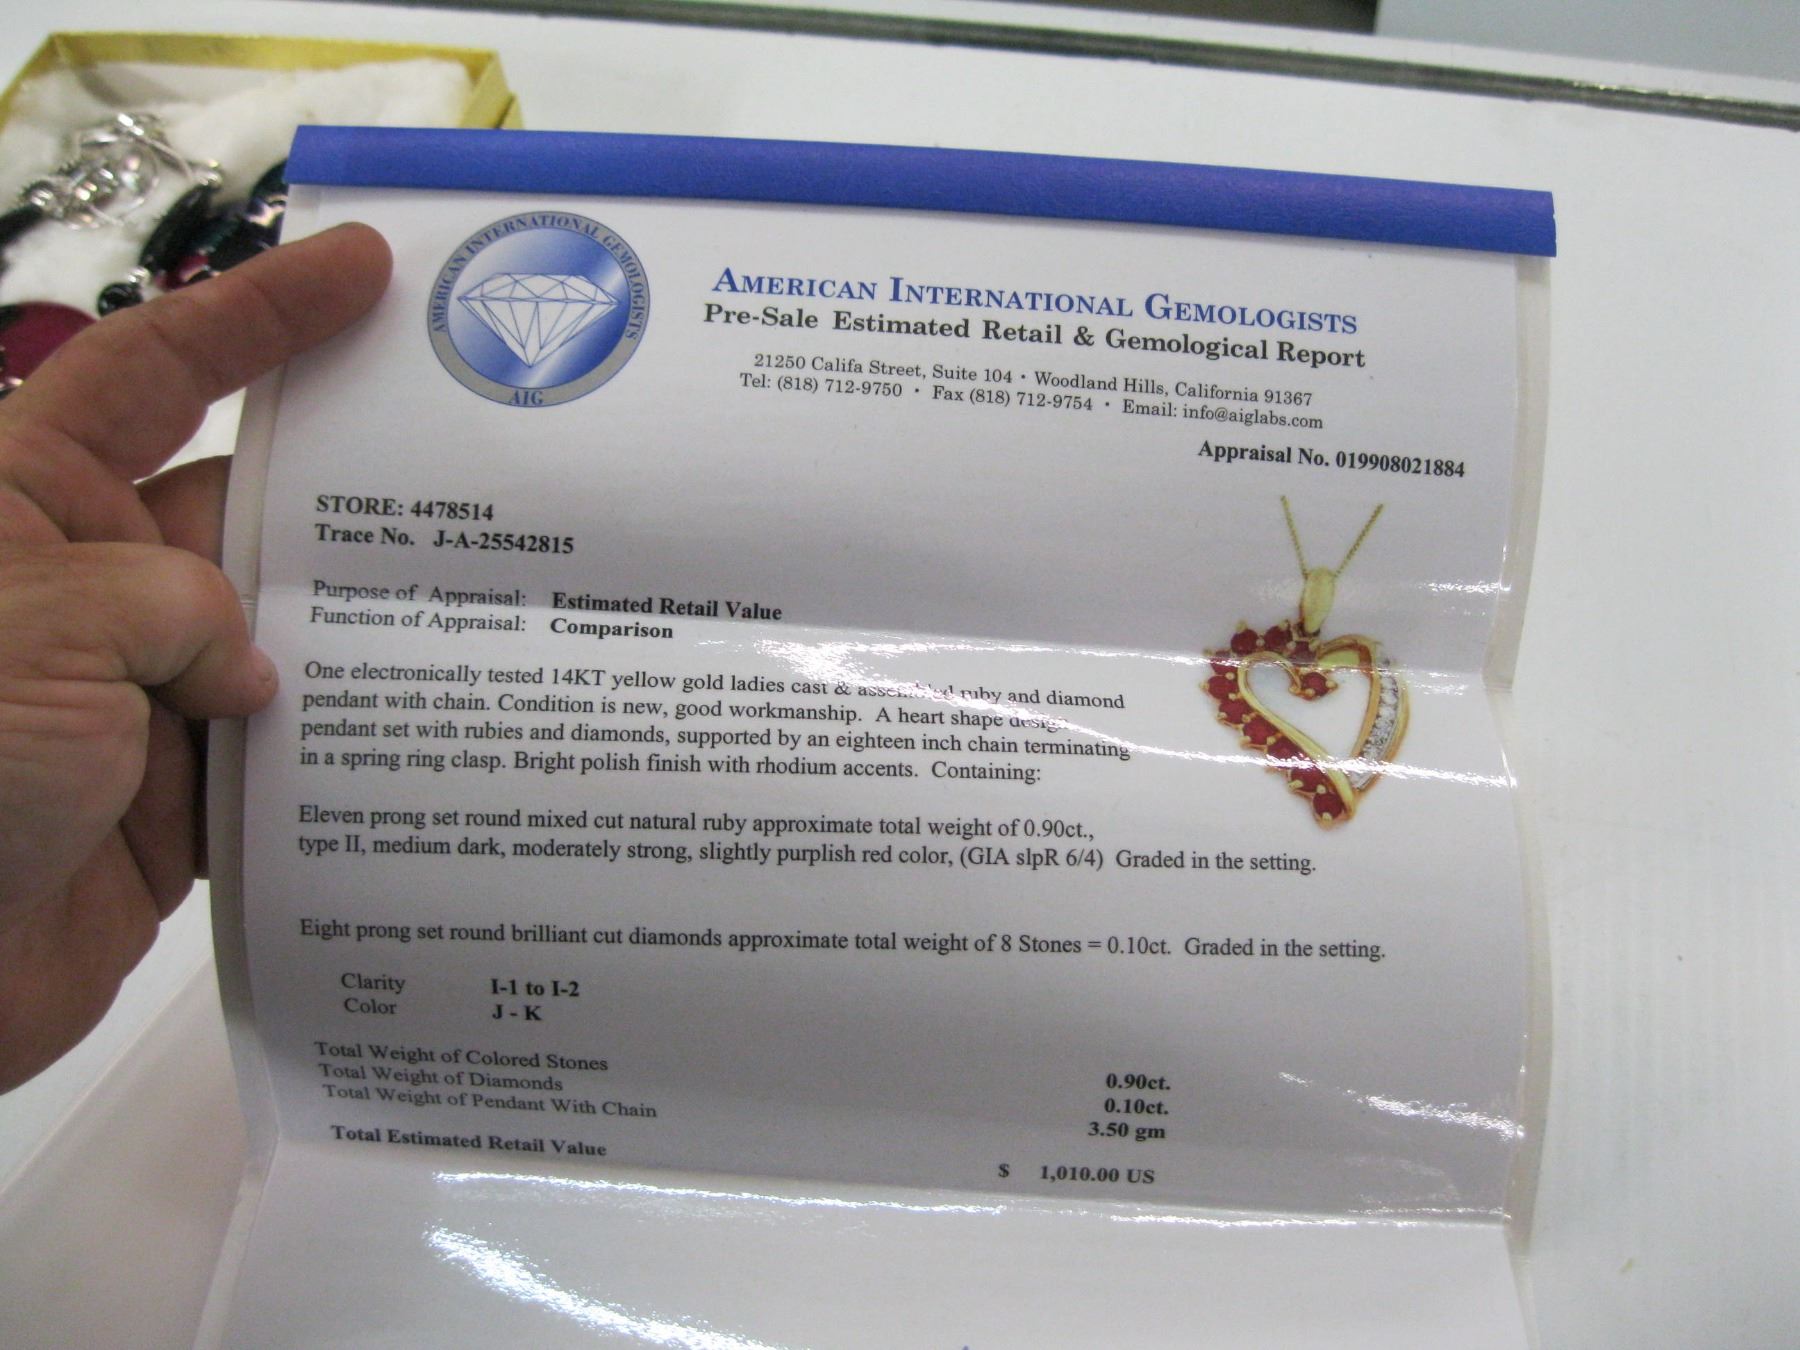 AMERICAN INTERNATIONAL GEMOLOGISTS
AIG
AMERICAN INTERNATIONAL GEMOLOGISTS
Pre-Sale Estimated Retail & Gemological Report
21250 Califa Street, Suite 104 • Woodland Hills, California 91367
Tel: (818) 712-9750 • Fax (818) 712-9754 • Email: info@aiglabs.com
Appraisal No. 019908021884
STORE: 4478514
Trace No. J-A-25542815
Purpose of Appraisal: Estimated Retail Value
Function of Appraisal: Comparison
One electronically tested 14KT yellow gold ladies cast & assembled ruby and diamond
pendant with chain. Condition is new, good workmanship. A heart shape design
pendant set with rubies and diamonds, supported by an eighteen inch chain terminating
in a spring ring clasp. Bright polish finish with rhodium accents. Containing:
Eleven prong set round mixed cut natural ruby approximate total weight of 0.90ct.,
type II, medium dark, moderately strong, slightly purplish red color, (GIA slpR 6/4) Graded in the setting.
Eight prong set round brilliant cut diamonds approximate total weight of 8 Stones = 0.10ct. Graded in the setting.
Clarity I-1 to I-2
Color J - K
Total Weight of Colored Stones 0.90ct.
Total Weight of Diamonds 0.10ct.
Total Weight of Pendant With Chain 3.50 gm
Total Estimated Retail Value $ 1,010.00 US